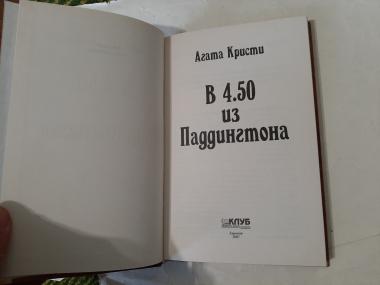 Агата Кристи
В 4.50
из
Паддингтона
КЛУБ